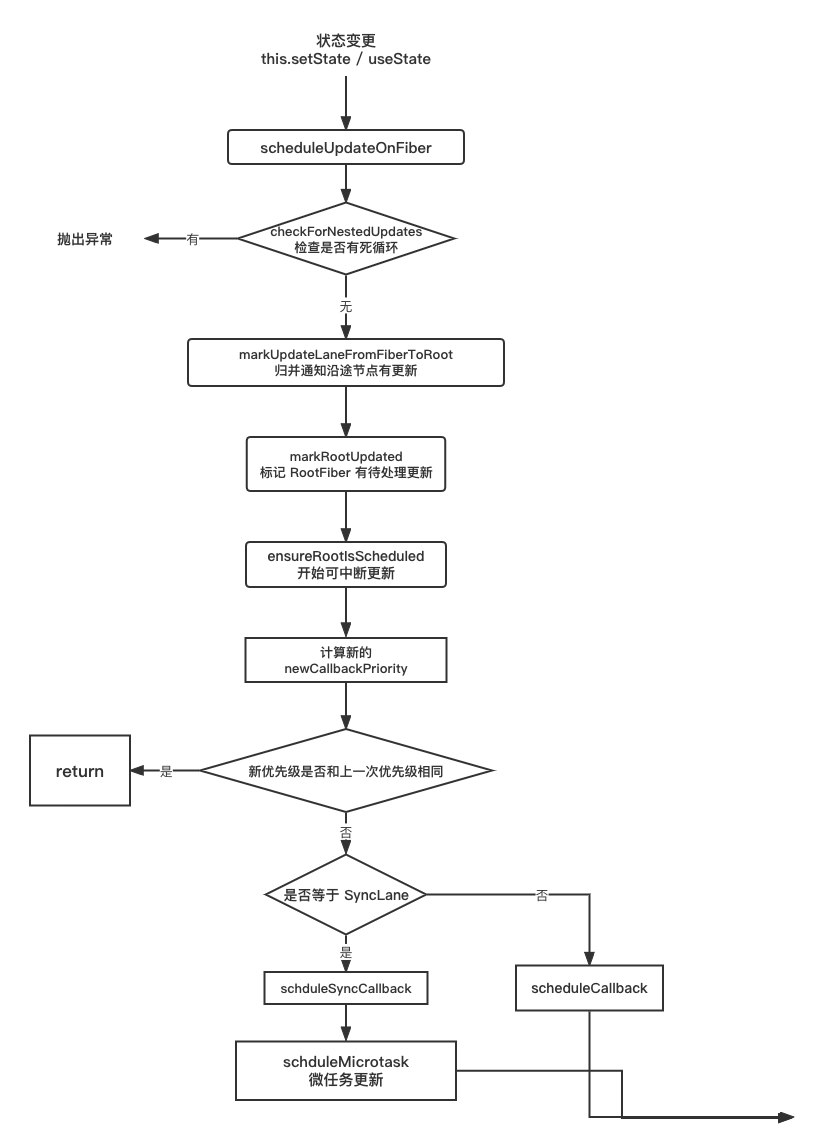 状态变更
this.setState / useState
scheduleUpdateOnFiber
checkForNestedUpdates
检查是否有死循环
有
抛出异常
无
markUpdateLaneFromFiberToRoot
归并通知沿途节点有更新
markRootUpdated
标记 RootFiber 有待处理更新
ensureRootIsScheduled
开始可中断更新
计算新的
newCallbackPriority
新优先级是否和上一次优先级相同
是
return
否
是否等于 SyncLane
否
是
schduleSyncCallback
scheduleCallback
schduleMicrotask
微任务更新